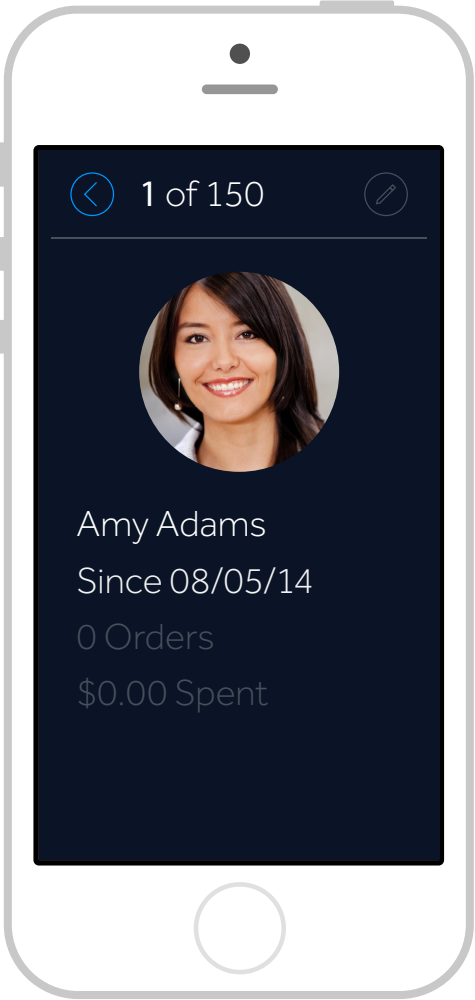 1 of 150
Amy Adams
Since 08/05/14
0 Orders
$0.00 Spent